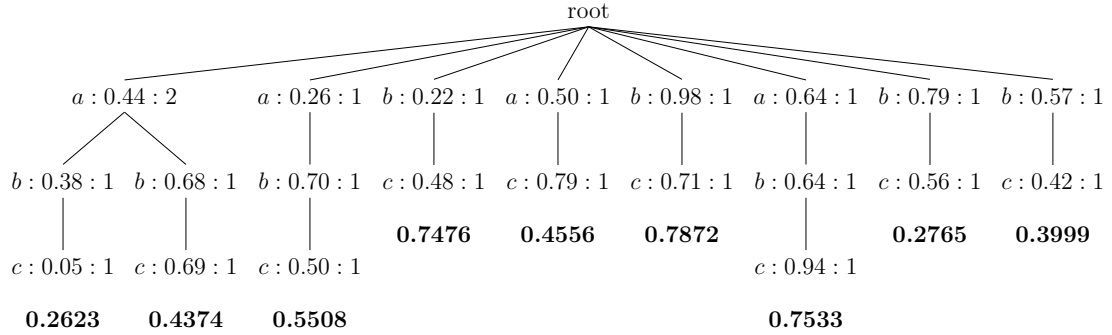 root
a : 0.44 : 2 a : 0.26 : 1 b : 0.22 : 1 a : 0.50 : 1 b : 0.98 : 1 a : 0.64 : 1 b : 0.79 : 1 b : 0.57 : 1
b : 0.38 : 1 b : 0.68 : 1 b : 0.70 : 1 c : 0.48 : 1 c : 0.79 : 1 c : 0.71 : 1 b : 0.64 : 1 c : 0.56 : 1 c : 0.42 : 1
0.7476 0.4556 0.7872 0.2765 0.3999
c : 0.05 : 1 c : 0.69 : 1 c : 0.50 : 1 c : 0.94 : 1
0.2623 0.4374 0.5508 0.7533